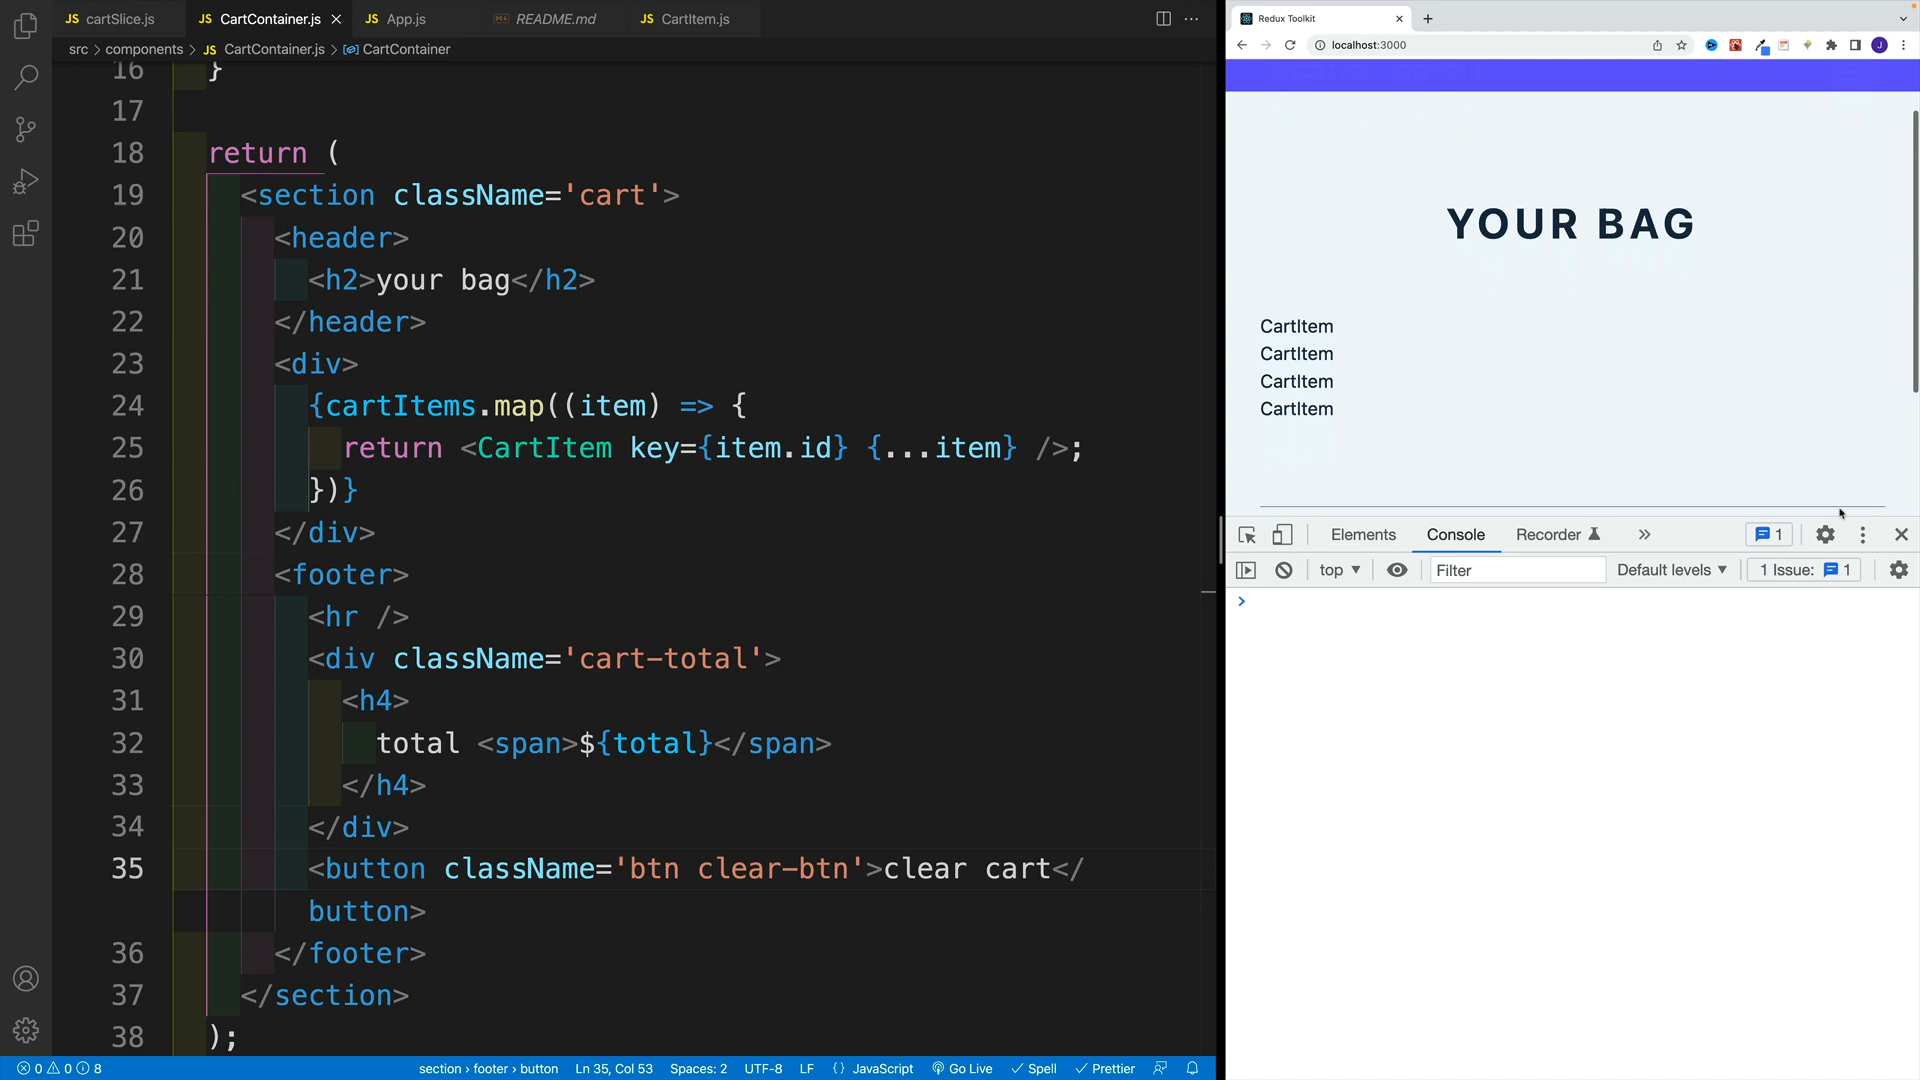 JS cartSlice.js JS CartContainer.js JS App.js README.md JS CartItem.js
src > components > JS CartContainer.js > CartContainer
16 }
17
18 return (
19 <section className='cart'>
20 <header>
21 <h2>your bag</h2>
22 </header>
23 <div>
24 {cartItems.map((item) => {
25 return <CartItem key={item.id} {...item} />;
26 })}
27 </div>
28 <footer>
29 <hr />
30 <div className='cart-total'>
31 <h4>
32 total <span>${total}</span>
33 </h4>
34 </div>
35 <button className='btn clear-btn'>clear cart</
button>
36 </footer>
37 </section>
38 );
0 0 8 section > footer > button Ln 35, Col 53 Spaces: 2 UTF-8 LF {} JavaScript Go Live Spell Prettier
Redux Toolkit
localhost:3000
J
YOUR BAG
CartItem
CartItem
CartItem
CartItem
Elements Console Recorder 1
top Filter Default levels 1 Issue: 1